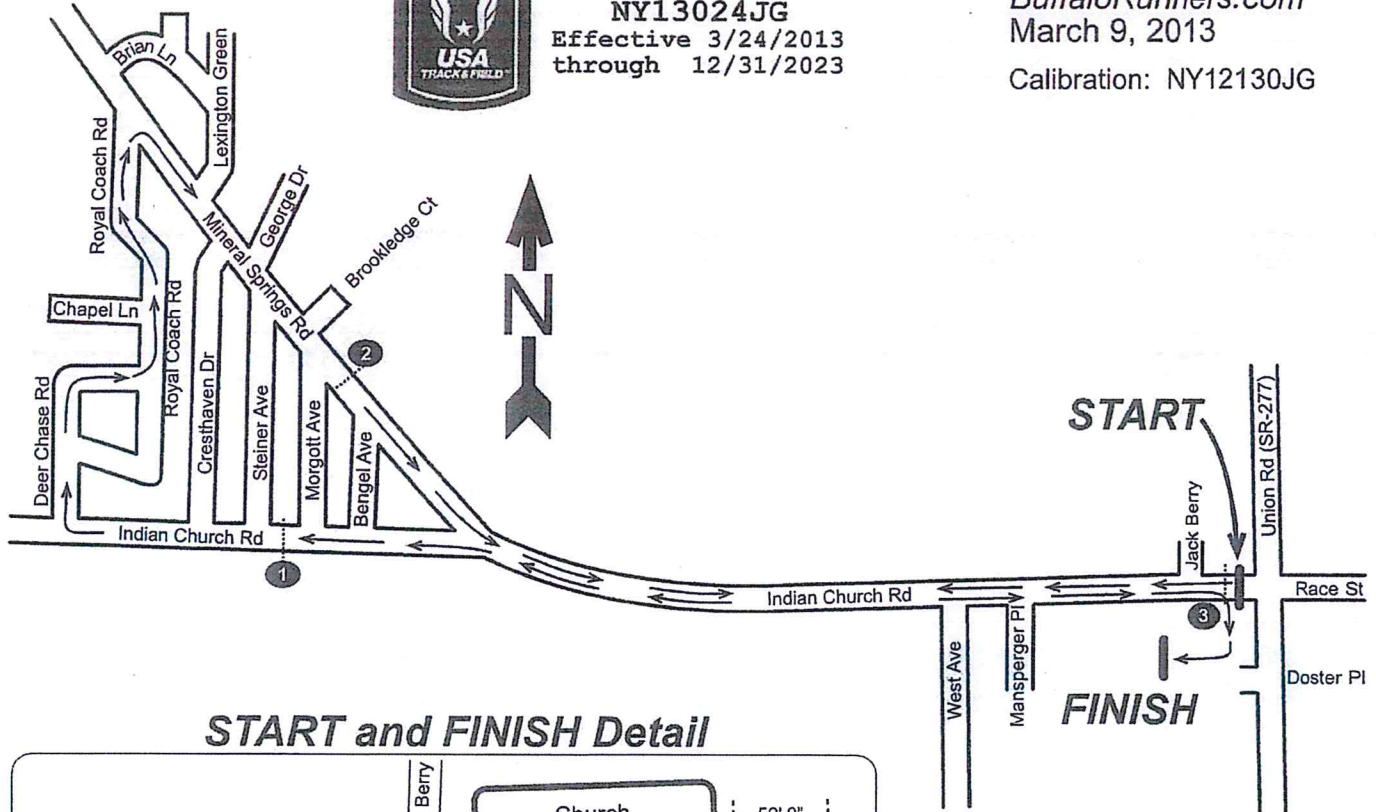 NY13024JG
Effective 3/24/2013
through 12/31/2023
USA
TRACK & FIELD
BuffaloRunners.com
March 9, 2013
Calibration: NY12130JG
Brian Ln
Lexington Green
Royal Coach Rd
George Dr
Mineral Springs Rd
Brookledge Ct
N
Chapel Ln
Royal Coach Rd
Deer Chase Rd
Cresthaven Dr
Steiner Ave
Morgott Ave
Bengel Ave
2
Indian Church Rd
1
START
Union Rd (SR-277)
Jack Berry
Indian Church Rd
Race St
3
West Ave
Mansperger Pl
Doster Pl
FINISH
START and FINISH Detail
Berry
Church